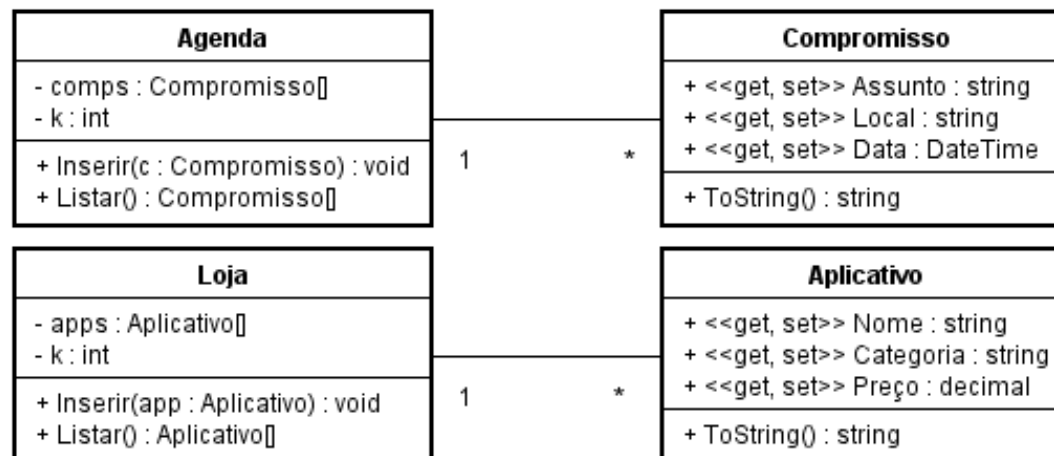 Agenda
- comps : Compromisso[]
- k : int
+ Inserir(c : Compromisso) : void
+ Listar() : Compromisso[]
1
*
Compromisso
+ <<get, set>> Assunto : string
+ <<get, set>> Local : string
+ <<get, set>> Data : DateTime
+ ToString() : string
Loja
- apps : Aplicativo[]
- k : int
+ Inserir(app : Aplicativo) : void
+ Listar() : Aplicativo[]
1
*
Aplicativo
+ <<get, set>> Nome : string
+ <<get, set>> Categoria : string
+ <<get, set>> Preço : decimal
+ ToString() : string